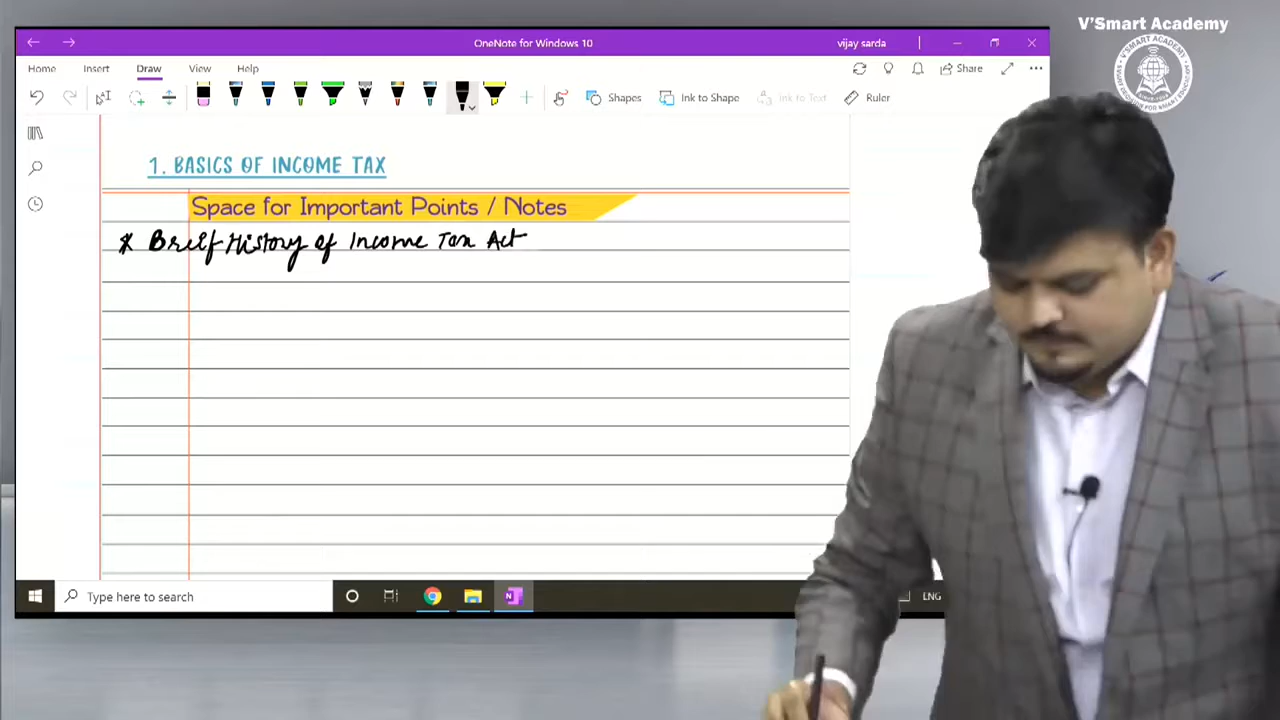 V'Smart Academy
OneNote for Windows 10
vijay sarda
Home Insert Draw View Help
Share
Shapes Ink to Shape Ink to Text Ruler
1. BASICS OF INCOME TAX
Space for Important Points / Notes
* Brief History of Income Tax Act
Type here to search
LNG